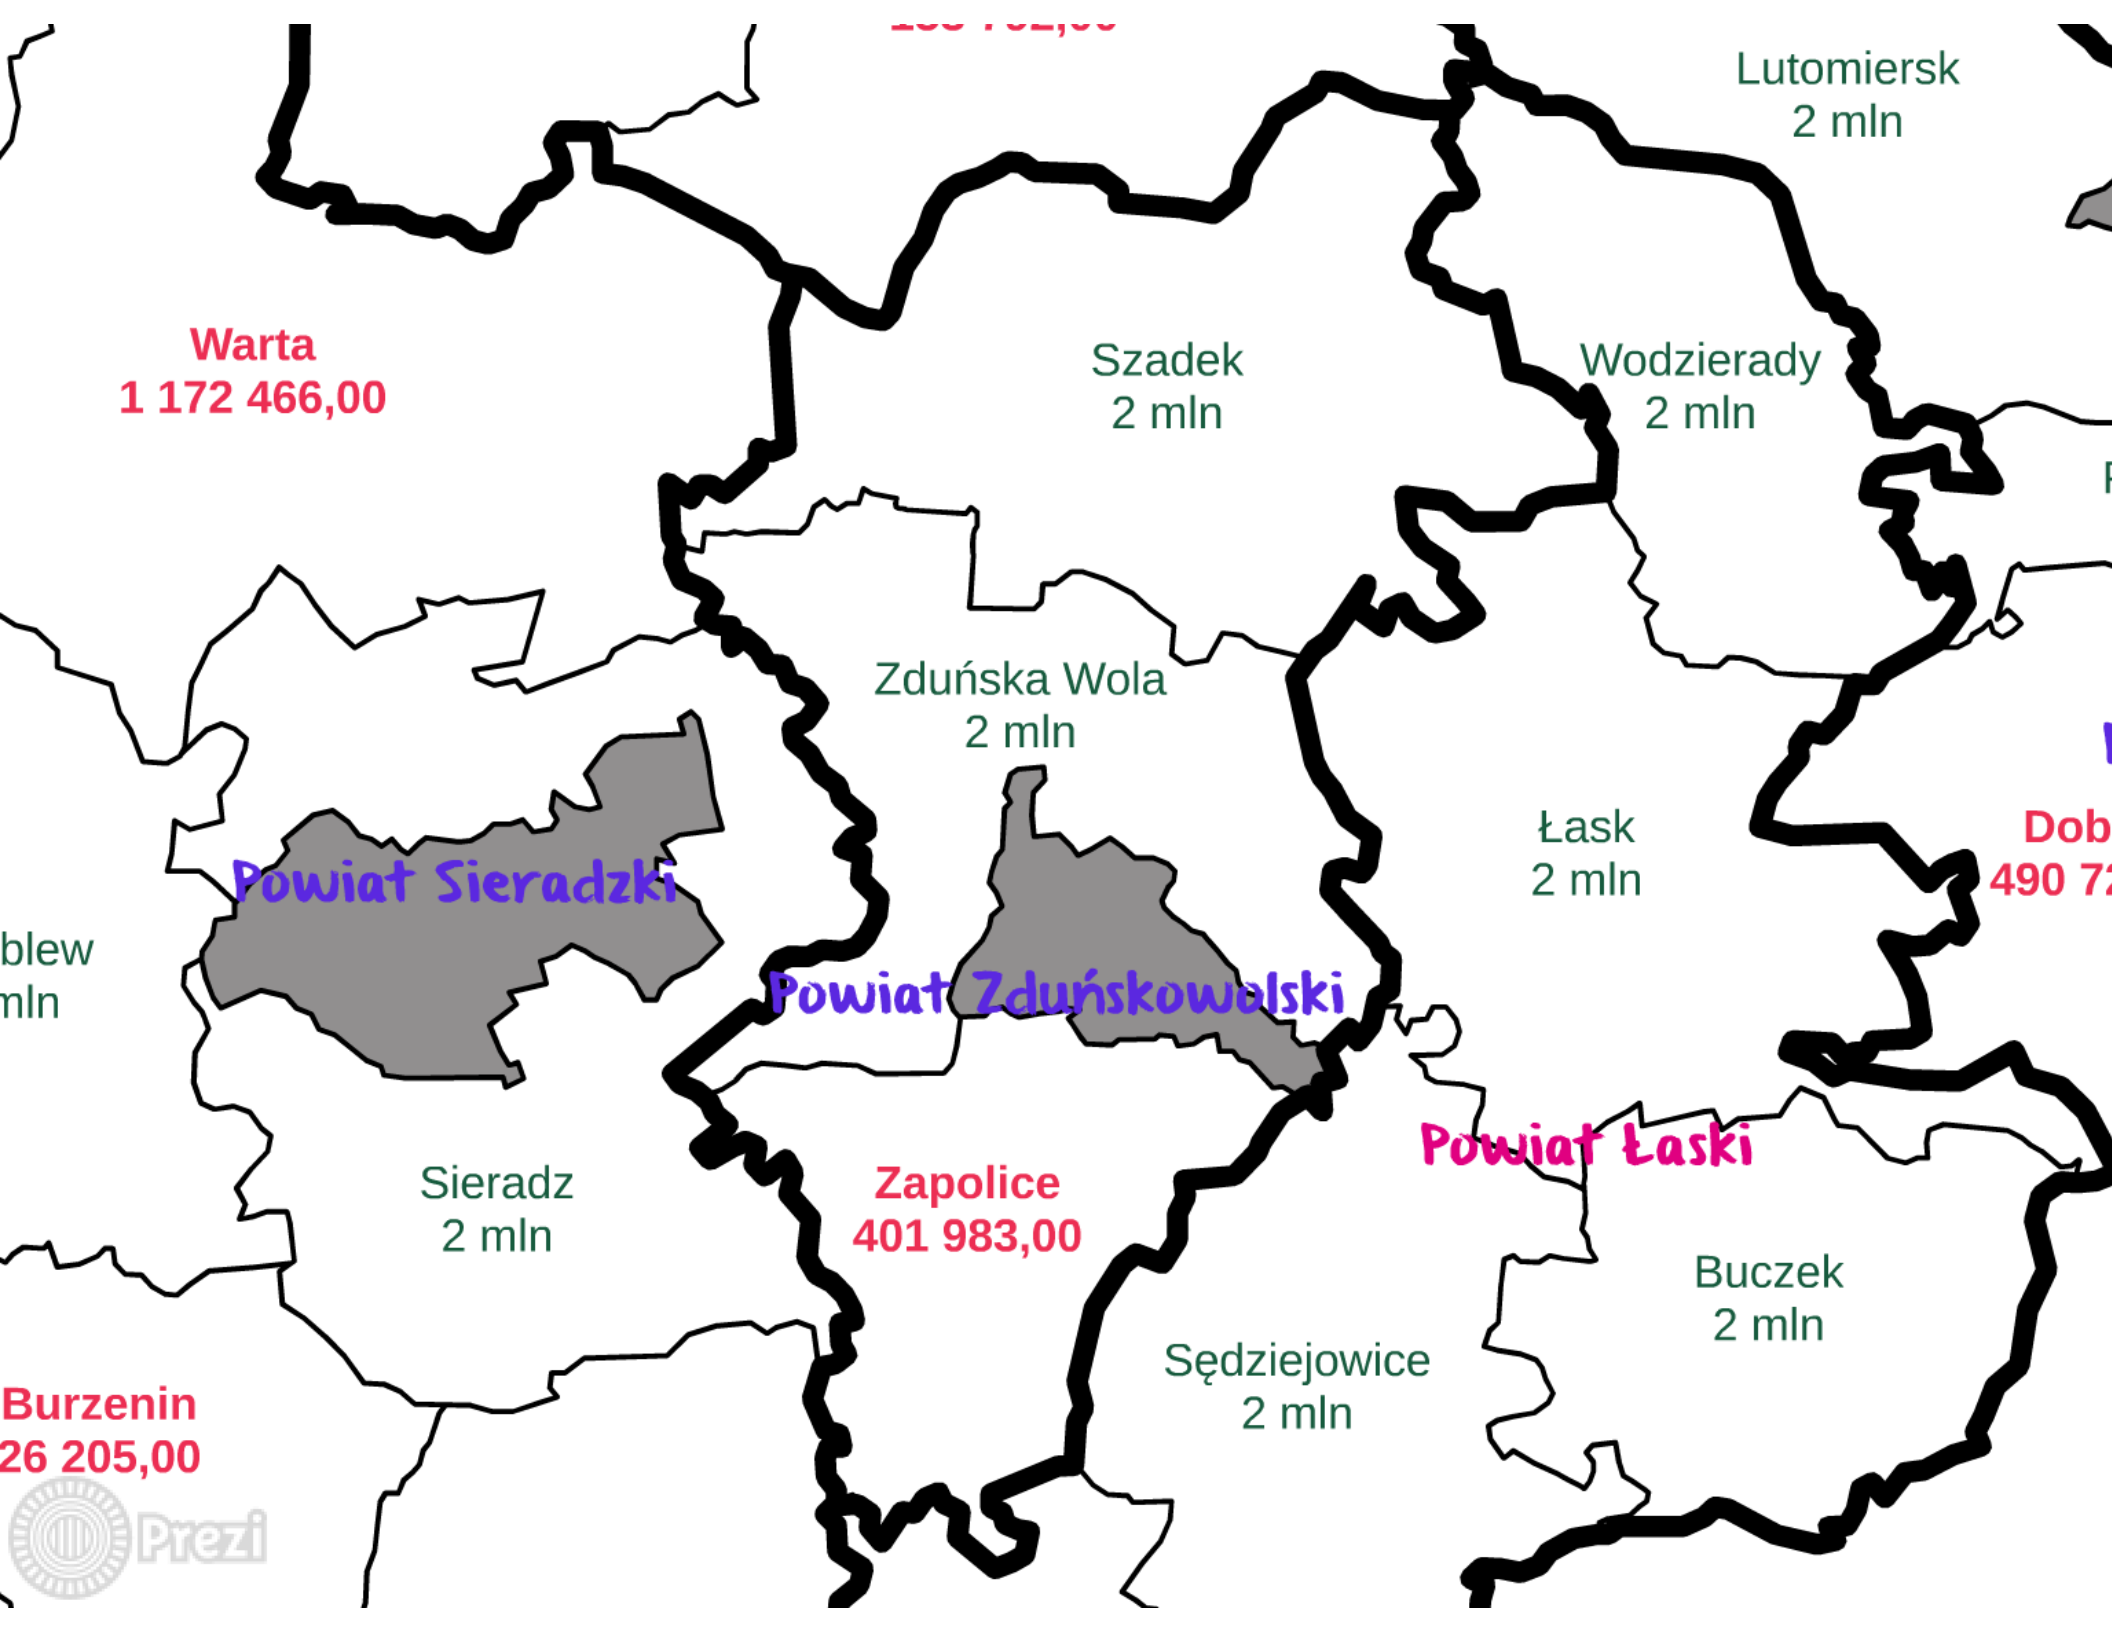 Lutomiersk
2 mln
Warta
1 172 466,00
Szadek
2 mln
Wodzierady
2 mln
Zduńska Wola
2 mln
Łask
2 mln
Dob
490 72
Powiat Sieradzki
blew
mln
Powiat Zduńskowolski
Powiat Łaski
Sieradz
2 mln
Zapolice
401 983,00
Buczek
2 mln
Sędziejowice
2 mln
Burzenin
26 205,00
Prezi